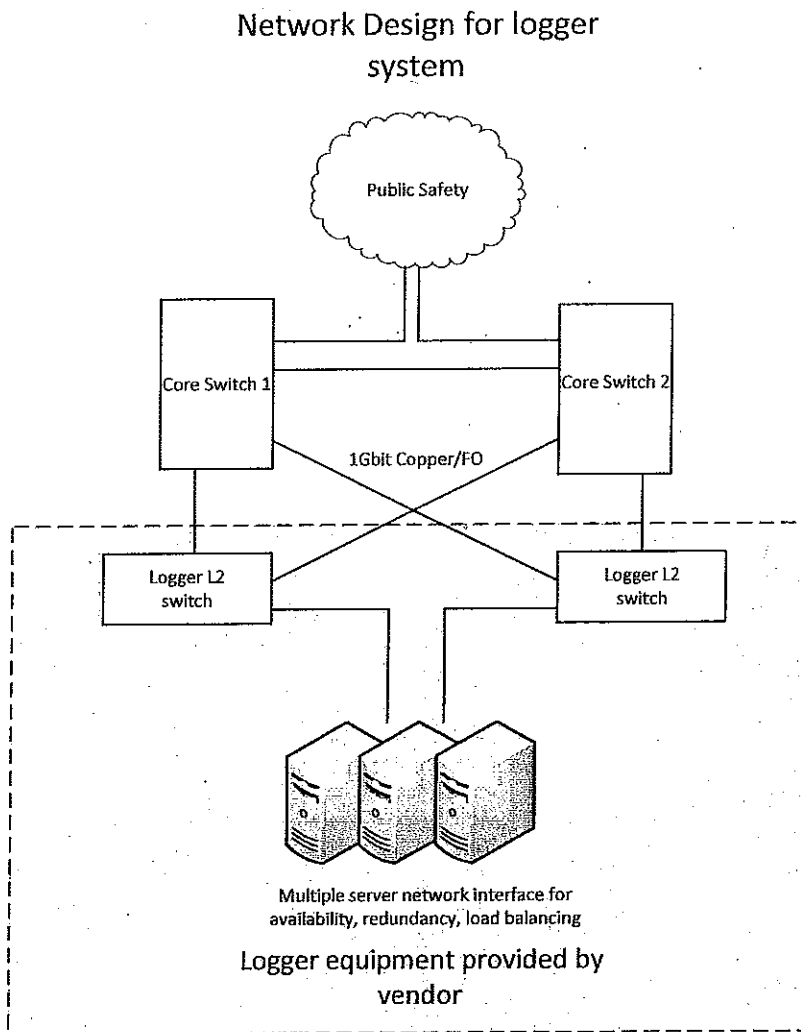 Network Design for logger
system
Public Safety
Core Switch 1
Core Switch 2
1Gbit Copper/FO
Logger L2
switch
Logger L2
switch
Multiple server network interface for
availability, redundancy, load balancing
Logger equipment provided by
vendor